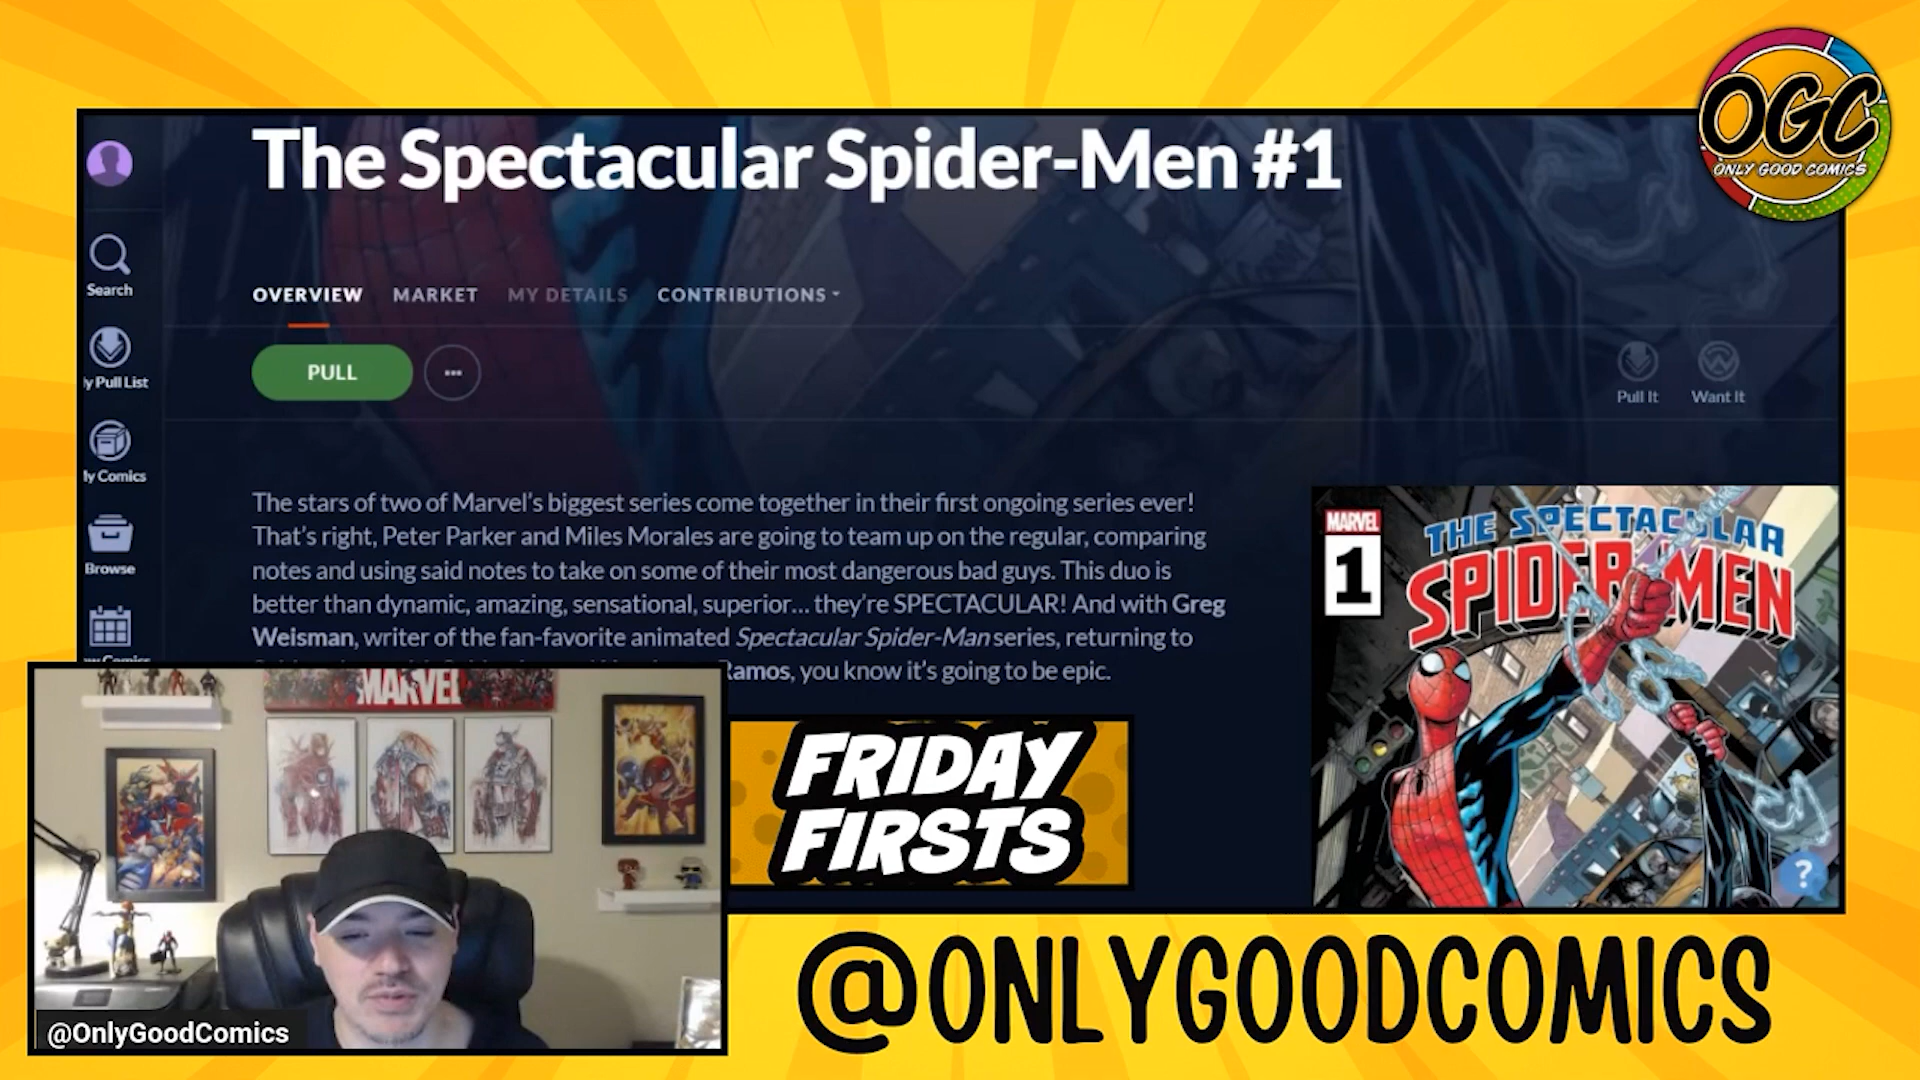 OGC
ONLY GOOD COMICS
The Spectacular Spider-Men #1
Search
y Pull List
ly Comics
Browse
OVERVIEW MARKET MY DETAILS CONTRIBUTIONS
PULL
Pull It Want It
The stars of two of Marvel's biggest series come together in their first ongoing series ever!
That's right, Peter Parker and Miles Morales are going to team up on the regular, comparing
notes and using said notes to take on some of their most dangerous bad guys. This duo is
better than dynamic, amazing, sensational, superior... they're SPECTACULAR! And with Greg
Weisman, writer of the fan-favorite animated Spectacular Spider-Man series, returning to
Ramos, you know it's going to be epic.
MARVEL
1
THE SPECTACULAR
SPIDER-MEN
?
MARVEL
FRIDAY
FIRSTS
@OnlyGoodComics
@ONLYGOODCOMICS